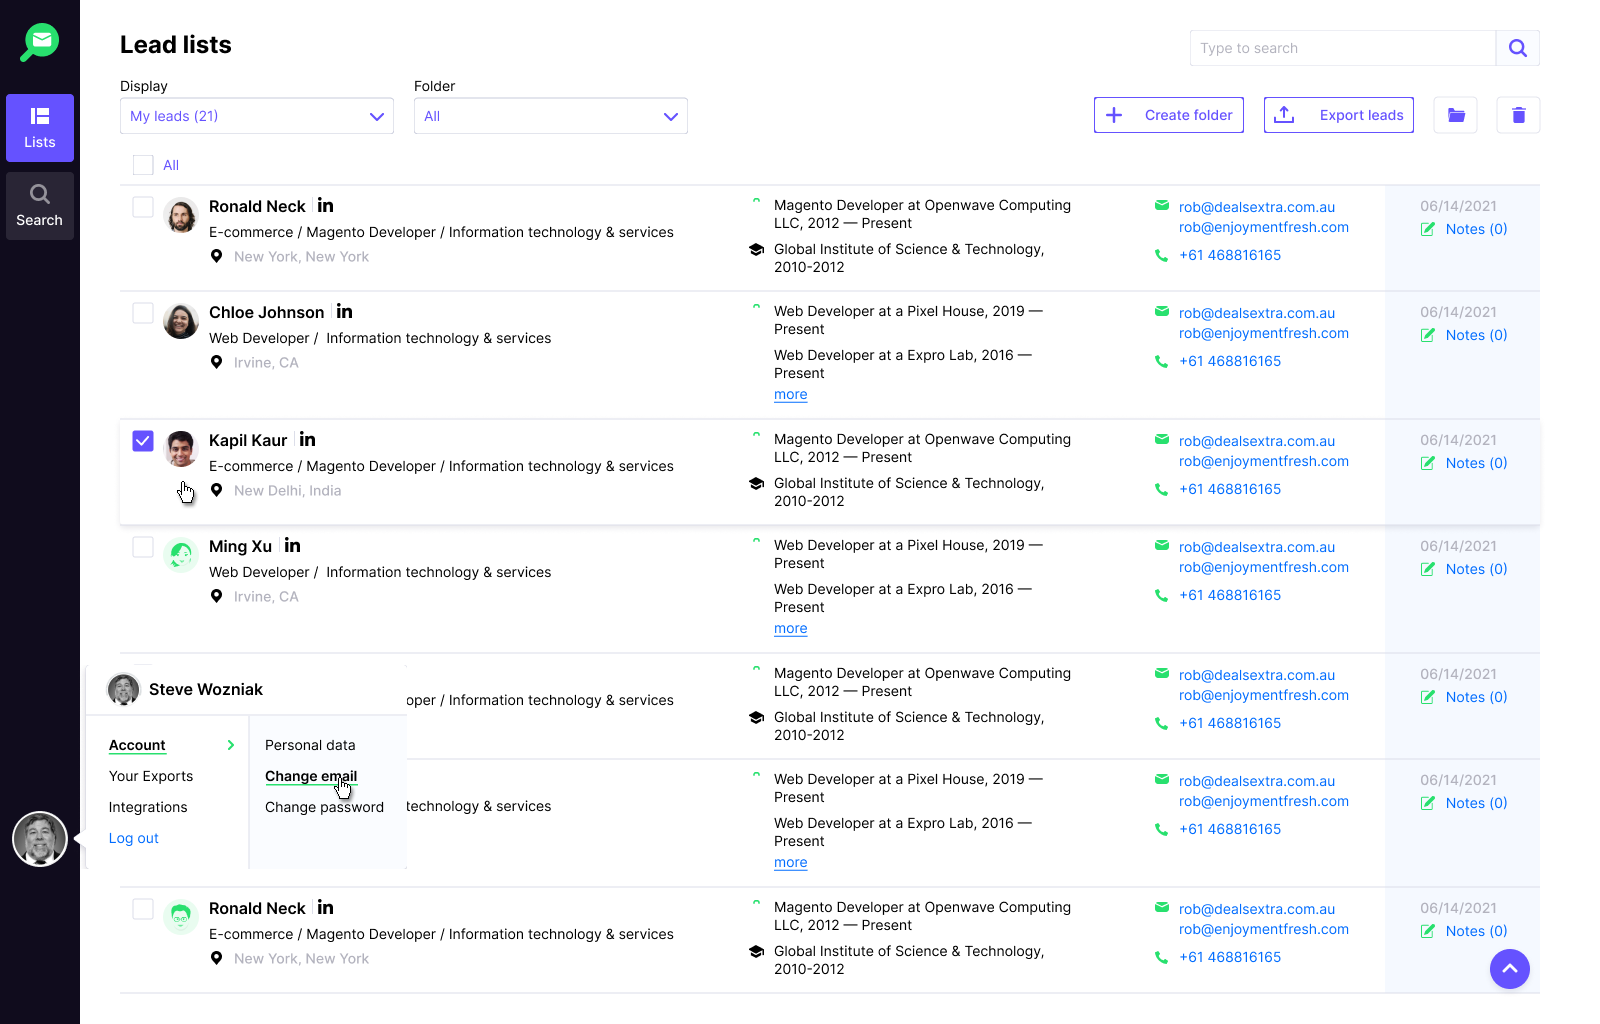 Lead lists
Type to search
Display
Folder
My leads (21)
All
Create folder
Export leads
Lists
Search
All
Ronald Neck in
E-commerce / Magento Developer / Information technology & services
New York, New York
Magento Developer at Openwave Computing
LLC, 2012 — Present
Global Institute of Science & Technology,
2010-2012
rob@dealsextra.com.au
rob@enjoymentfresh.com
+61 468816165
06/14/2021
Notes (0)
Chloe Johnson in
Web Developer / Information technology & services
Irvine, CA
Web Developer at a Pixel House, 2019 —
Present
Web Developer at a Expro Lab, 2016 —
Present
more
rob@dealsextra.com.au
rob@enjoymentfresh.com
+61 468816165
06/14/2021
Notes (0)
Kapil Kaur in
E-commerce / Magento Developer / Information technology & services
New Delhi, India
Magento Developer at Openwave Computing
LLC, 2012 — Present
Global Institute of Science & Technology,
2010-2012
rob@dealsextra.com.au
rob@enjoymentfresh.com
+61 468816165
06/14/2021
Notes (0)
Ming Xu in
Web Developer / Information technology & services
Irvine, CA
Web Developer at a Pixel House, 2019 —
Present
Web Developer at a Expro Lab, 2016 —
Present
more
rob@dealsextra.com.au
rob@enjoymentfresh.com
+61 468816165
06/14/2021
Notes (0)
Steve Wozniak
Account
Your Exports
Integrations
Log out
Personal data
Change email
Change password
oper / Information technology & services
Magento Developer at Openwave Computing
LLC, 2012 — Present
Global Institute of Science & Technology,
2010-2012
rob@dealsextra.com.au
rob@enjoymentfresh.com
+61 468816165
06/14/2021
Notes (0)
technology & services
Web Developer at a Pixel House, 2019 —
Present
Web Developer at a Expro Lab, 2016 —
Present
more
rob@dealsextra.com.au
rob@enjoymentfresh.com
+61 468816165
06/14/2021
Notes (0)
Ronald Neck in
E-commerce / Magento Developer / Information technology & services
New York, New York
Magento Developer at Openwave Computing
LLC, 2012 — Present
Global Institute of Science & Technology,
2010-2012
rob@dealsextra.com.au
rob@enjoymentfresh.com
+61 468816165
06/14/2021
Notes (0)